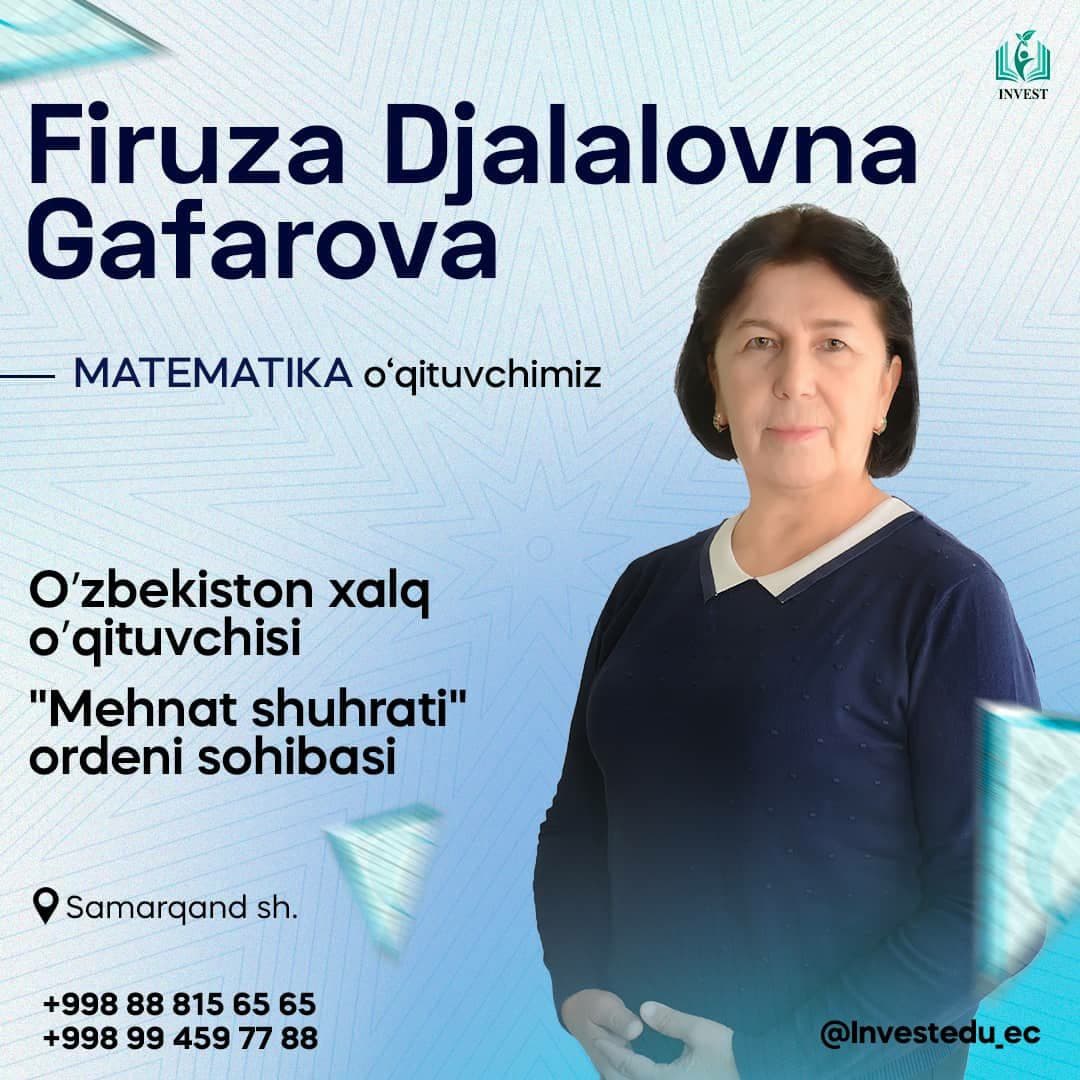 INVEST
Firuza Djalalovna
Gafarova
MATEMATIKA o‘qituvchimiz
O'zbekiston xalq
o'qituvchisi
"Mehnat shuhrati"
ordeni sohibasi
Samarqand sh.
+998 88 815 65 65
+998 99 459 77 88
@Investedu_ec